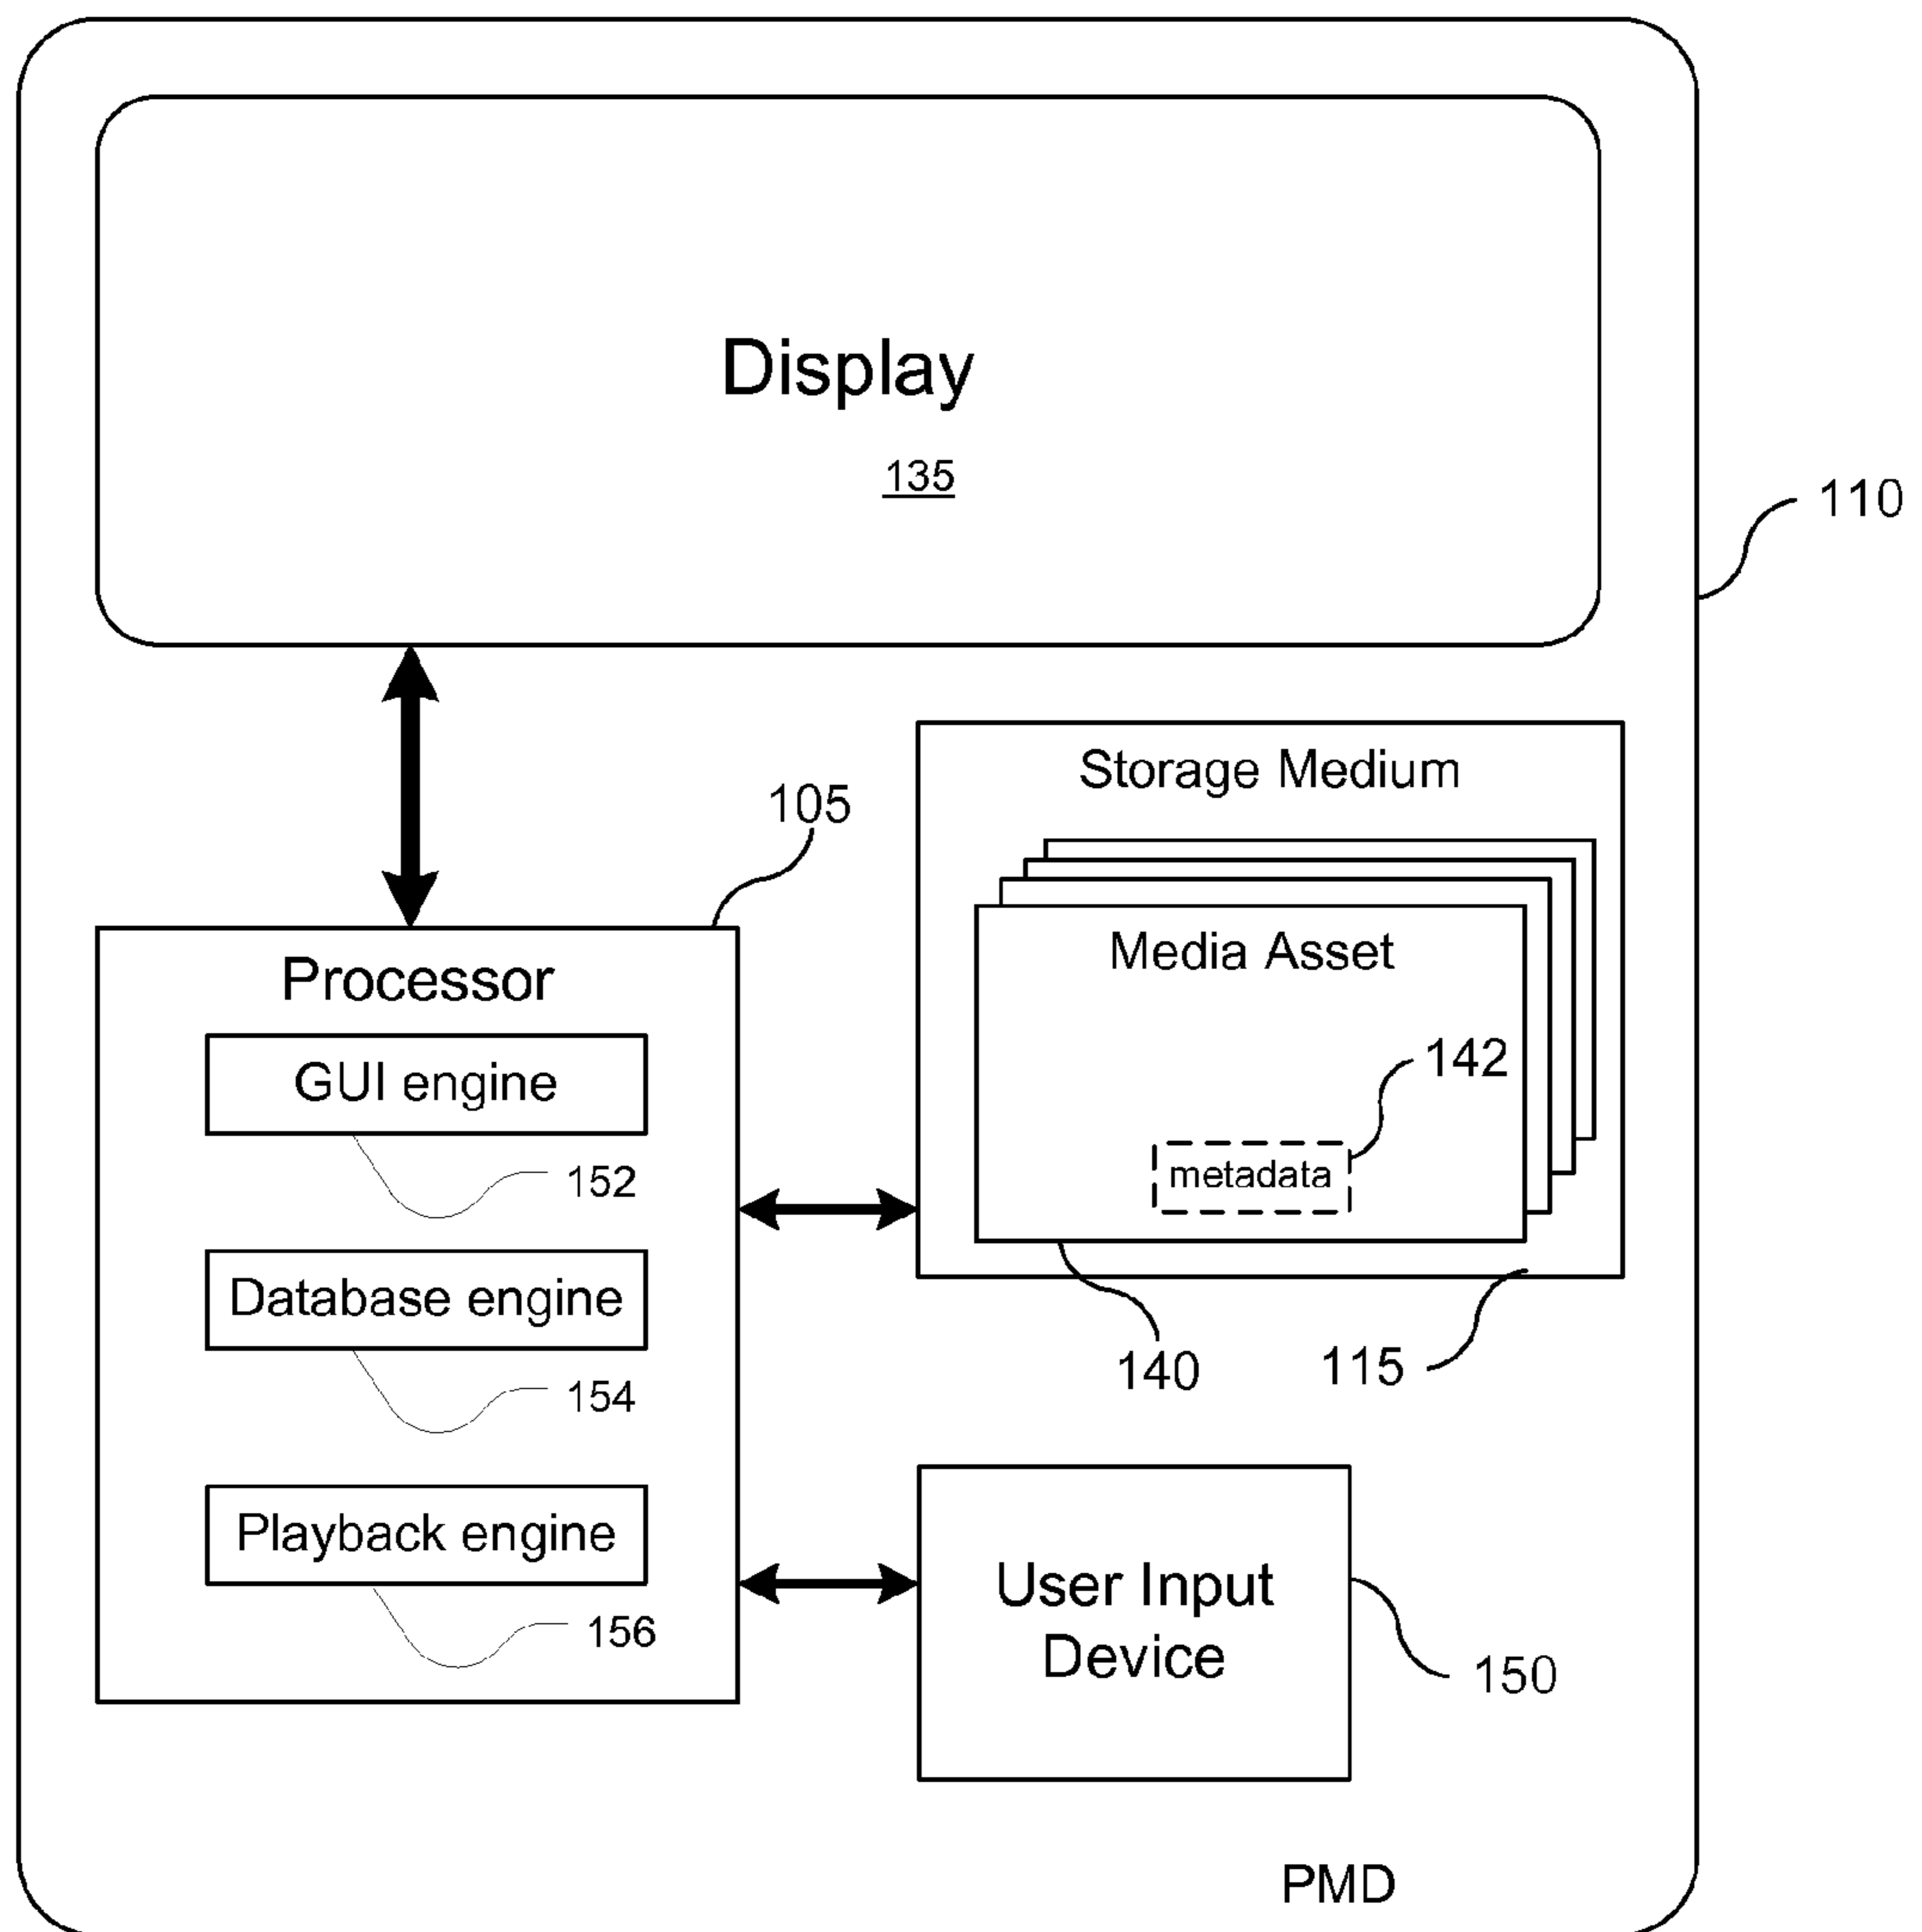 Display
135
110
Storage Medium
105
Media Asset
Processor
GUI engine
142
metadata
152
Database engine
140
115
154
Playback engine
User Input
Device
156
150
PMD